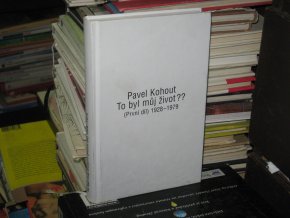 Pavel Kohout
To byl můj život??
(První díl) 1928–1979